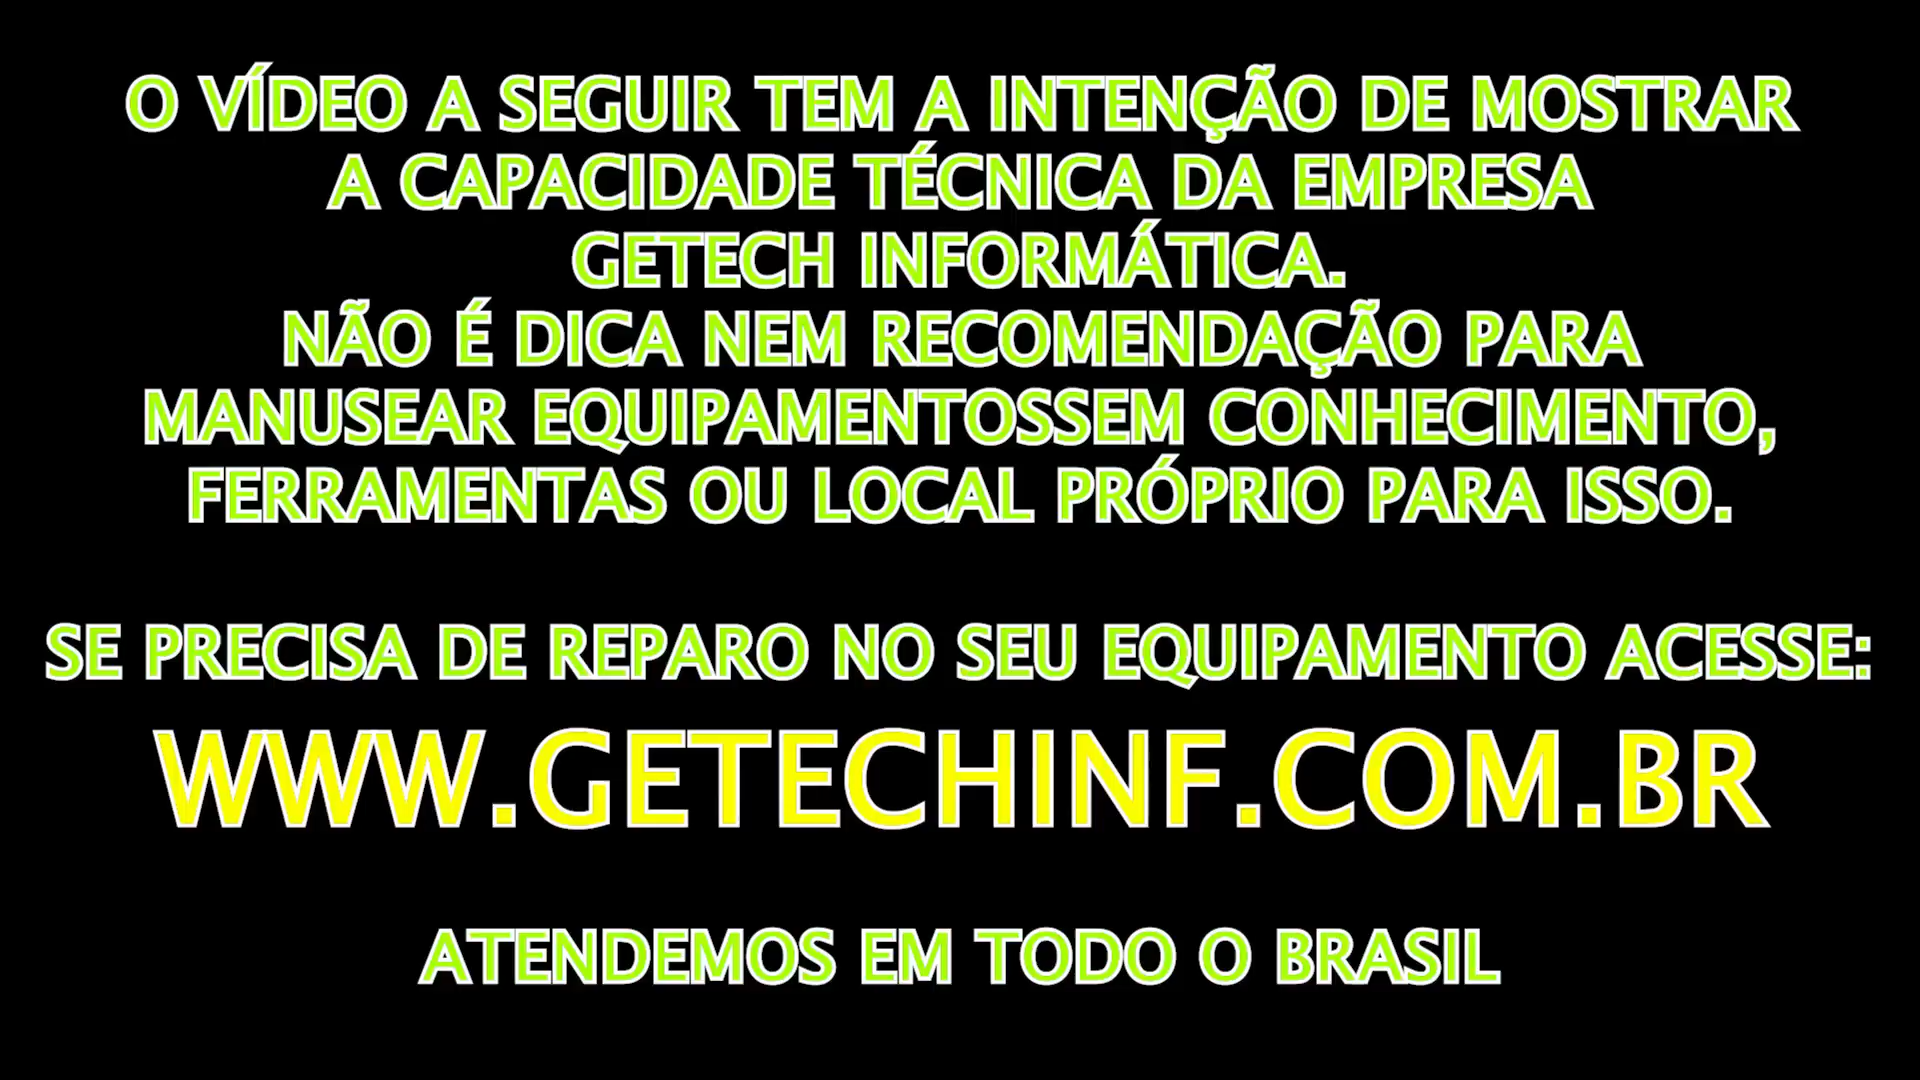 O VÍDEO A SEGUIR TEM A INTENÇÃO DE MOSTRAR
A CAPACIDADE TÉCNICA DA EMPRESA
GETECH INFORMÁTICA.
NÃO É DICA NEM RECOMENDAÇÃO PARA
MANUSEAR EQUIPAMENTOSSEM CONHECIMENTO,
FERRAMENTAS OU LOCAL PRÓPRIO PARA ISSO.
SE PRECISA DE REPARO NO SEU EQUIPAMENTO ACESSE:
WWW.GETECHINF.COM.BR
ATENDEMOS EM TODO O BRASIL